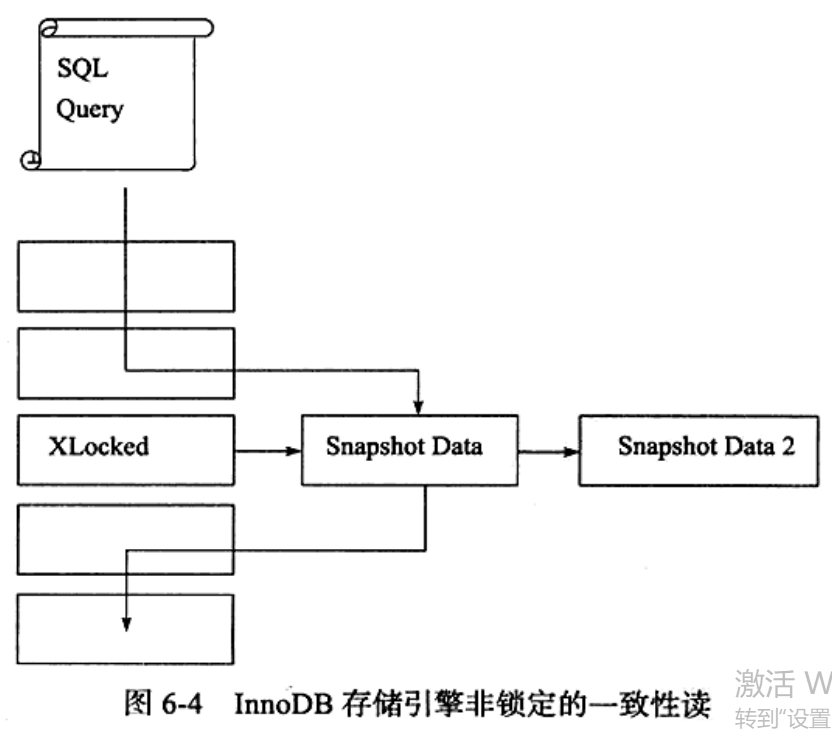 SQL
Query
XLocked
Snapshot Data
Snapshot Data 2
图 6-4 InnoDB 存储引擎非锁定的一致性读
激活 W
转到“设置